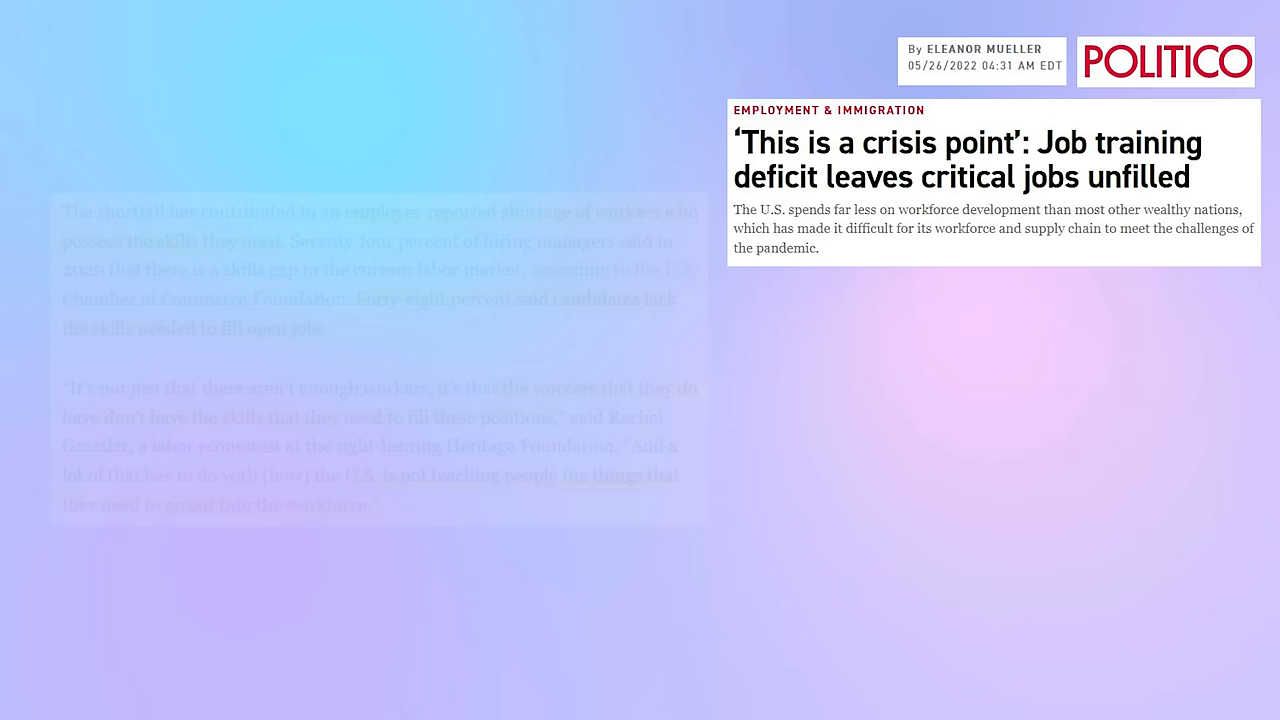 By ELEANOR MUELLER
05/26/2022 04:31 AM EDT
POLITICO
EMPLOYMENT & IMMIGRATION
‘This is a crisis point’: Job training
deficit leaves critical jobs unfilled
The U.S. spends far less on workforce development than most other wealthy nations,
which has made it difficult for its workforce and supply chain to meet the challenges of
the pandemic.
The shortfall has contributed to an employer-reported shortage of workers who
possess the skills they need. Seventy-four percent of hiring managers said in
2020 that there is a skills gap in the current labor market, according to the U.S.
Chamber of Commerce Foundation. Forty-eight percent said candidates lack
the skills needed to fill open jobs.
“It’s not just that there aren’t enough workers, it’s that the workers that they do
have don’t have the skills that they need to fill these positions,” said Rachel
Greszler, a labor economist at the right-leaning Heritage Foundation. “And a
lot of that has to do with [how] the U.S. is not teaching people the things that
they need to go out into the workforce.”